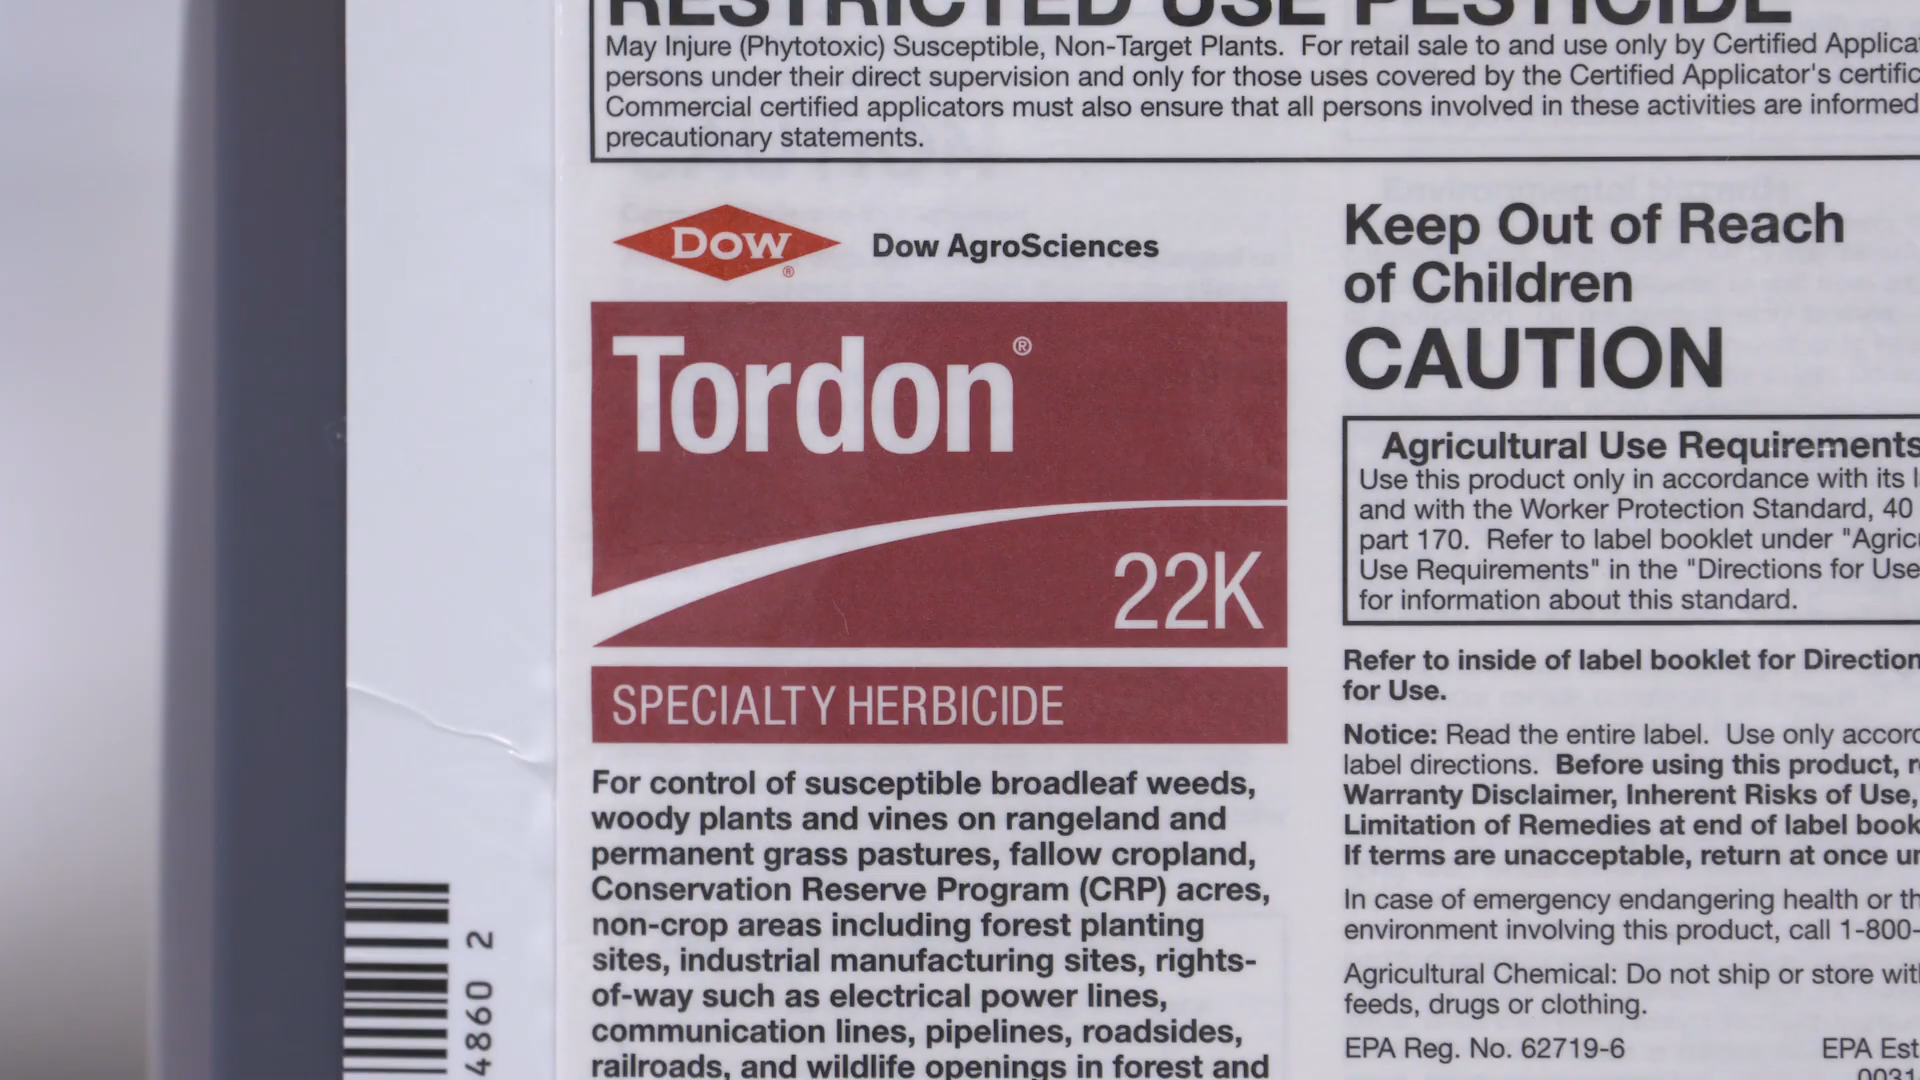 RESTRICTED USE PESTICIDE
May Injure (Phytotoxic) Susceptible, Non-Target Plants. For retail sale to and use only by Certified
persons under their direct supervision and only for those uses covered by the Certified Applicator's
Commercial certified applicators must also ensure that all persons involved in these activities are informed
precautionary statements.
DOW®
Dow AgroSciences
Tordon®
22K
SPECIALTY HERBICIDE
For control of susceptible broadleaf weeds,
woody plants and vines on rangeland and
permanent grass pastures, fallow cropland,
Conservation Reserve Program (CRP) acres,
non-crop areas including forest planting
sites, industrial manufacturing sites, rights-
of-way such as electrical power lines,
communication lines, pipelines, roadsides,
railroads, and wildlife openings in forest and
Keep Out of Reach
of Children
CAUTION
Agricultural Use Requirements
Use this product only in accordance with its
and with the Worker Protection Standard, 40
part 170. Refer to label booklet under
Use Requirements" in the "Directions for Use
for information about this standard.
Refer to inside of label booklet for
for Use.
Notice: Read the entire label. Use only
label directions. Before using this product,
Warranty Disclaimer, Inherent Risks of Use,
Limitation of Remedies at end of label
If terms are unacceptable, return at once
In case of emergency endangering health or
environment involving this product, call 1-800-
Agricultural Chemical: Do not ship or store
feeds, drugs or clothing.
EPA Reg. No. 62719-6
EPA Est
4860 2